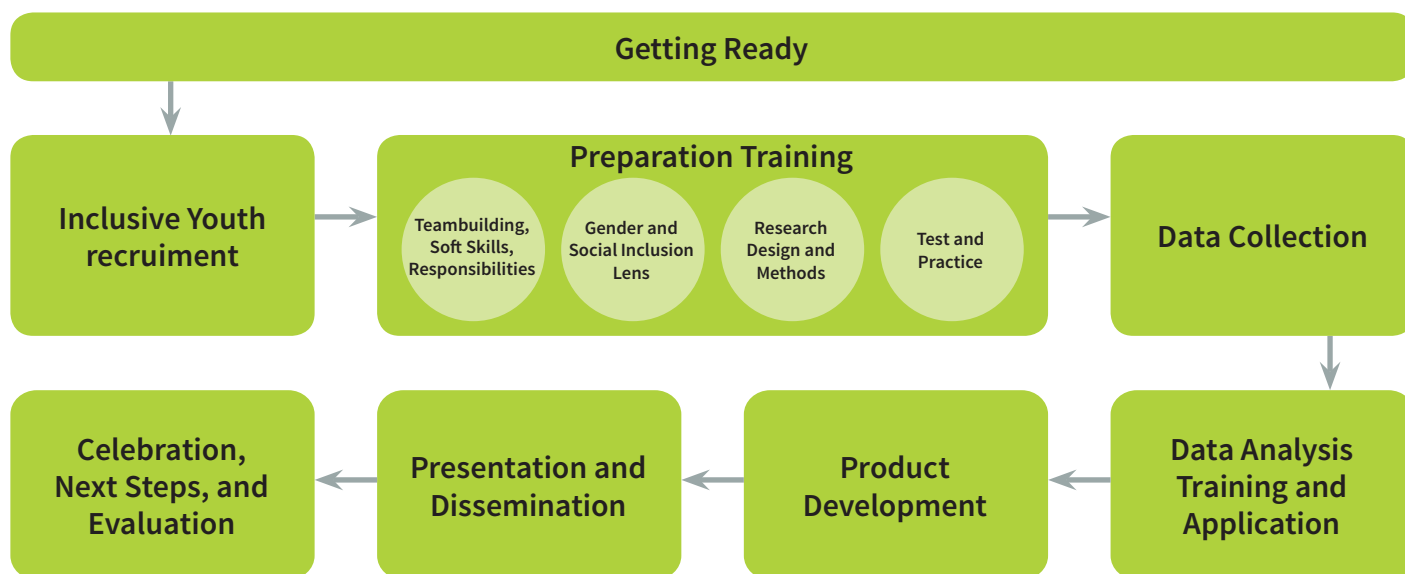 Getting Ready
Inclusive Youth
recruiment
Preparation Training
Teambuilding,
Soft Skills,
Responsibilities
Gender and
Social Inclusion
Lens
Research
Design and
Methods
Test and
Practice
Data Collection
Data Analysis
Training and
Application
Product
Development
Presentation and
Dissemination
Celebration,
Next Steps, and
Evaluation